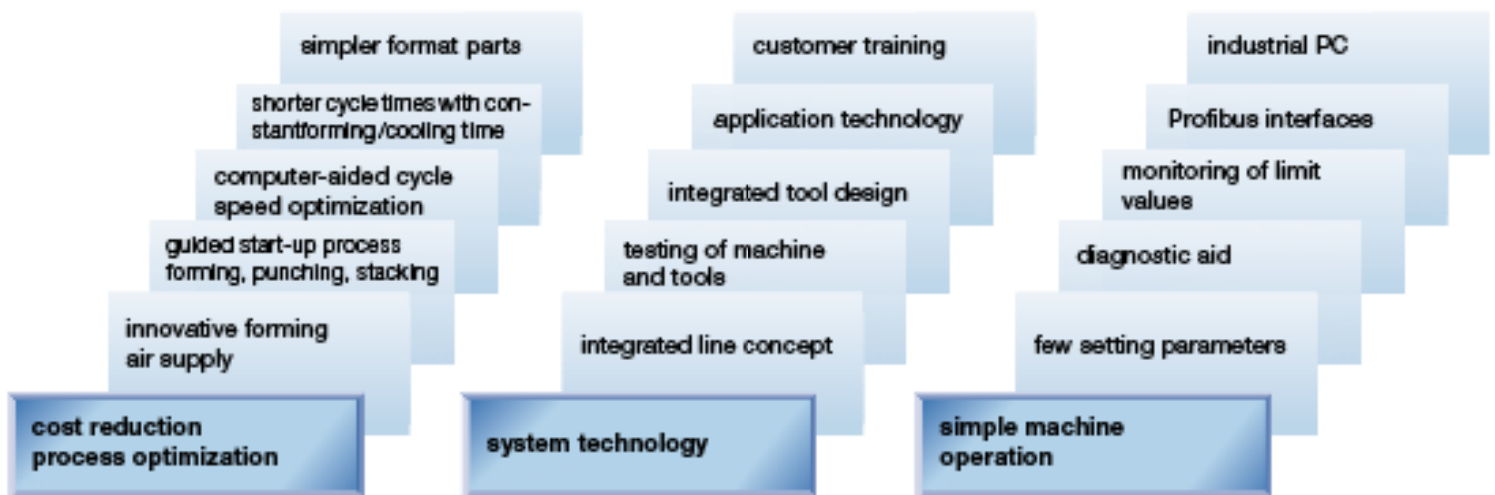 simpler format parts
shorter cycle times with con-
stantforming/cooling time
computer-aided cycle
speed optimization
guided start-up process
forming, punching, stacking
innovative forming
air supply
cost reduction
process optimization
customer training
application technology
integrated tool design
testing of machine
and tools
integrated line concept
system technology
industrial PC
Profibus interfaces
monitoring of limit
values
diagnostic aid
few setting parameters
simple machine
operation